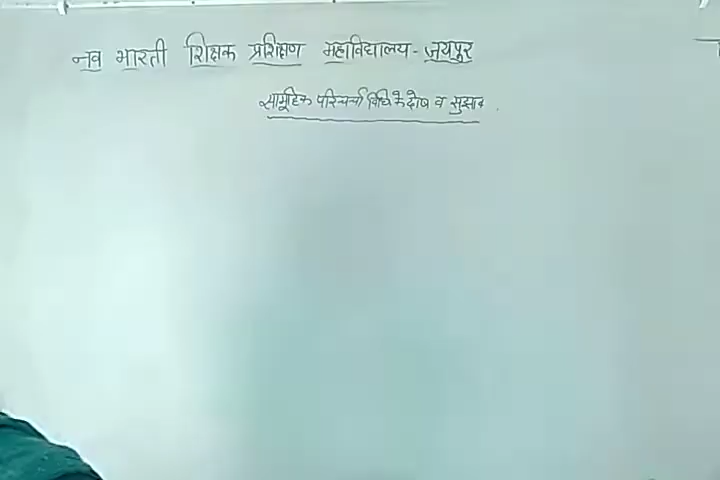 नव भारती शिक्षक प्रशिक्षण महाविद्यालय - जयपुर
सामूहिक परिचर्चा विधि के दोष व सुझाव .